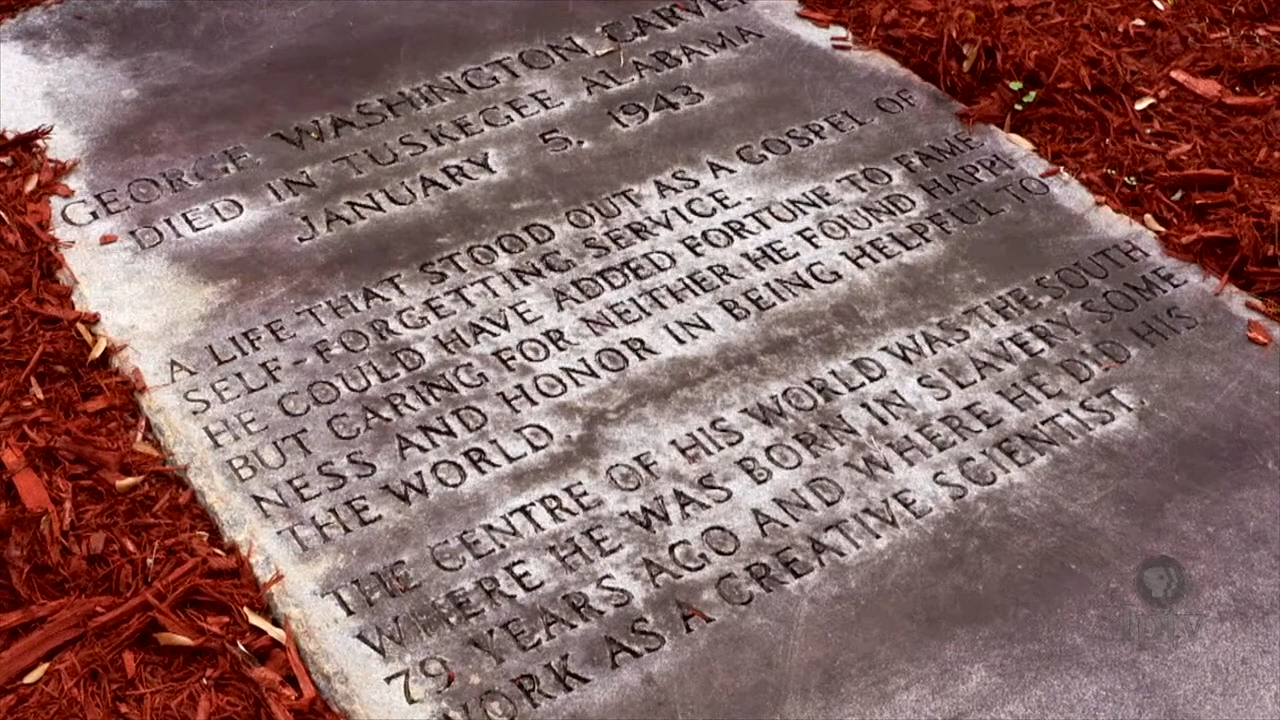 GEORGE WASHINGTON CARVER
DIED IN TUSKEGEE ALABAMA
JANUARY 5. 1943
A LIFE THAT STOOD OUT AS A GOSPEL OF
SELF-FORGETTING SERVICE.
HE COULD HAVE ADDED FORTUNE TO FAME
BUT CARING FOR NEITHER HE FOUND HAPPI
NESS AND HONOR IN BEING HELPFUL TO
THE WORLD.
THE CENTRE OF HIS WORLD WAS THE SOUTH
WHERE HE WAS BORN IN SLAVERY SOME
79 YEARS AGO AND WHERE HE DID HIS
WORK AS A CREATIVE SCIENTIST.
iptv